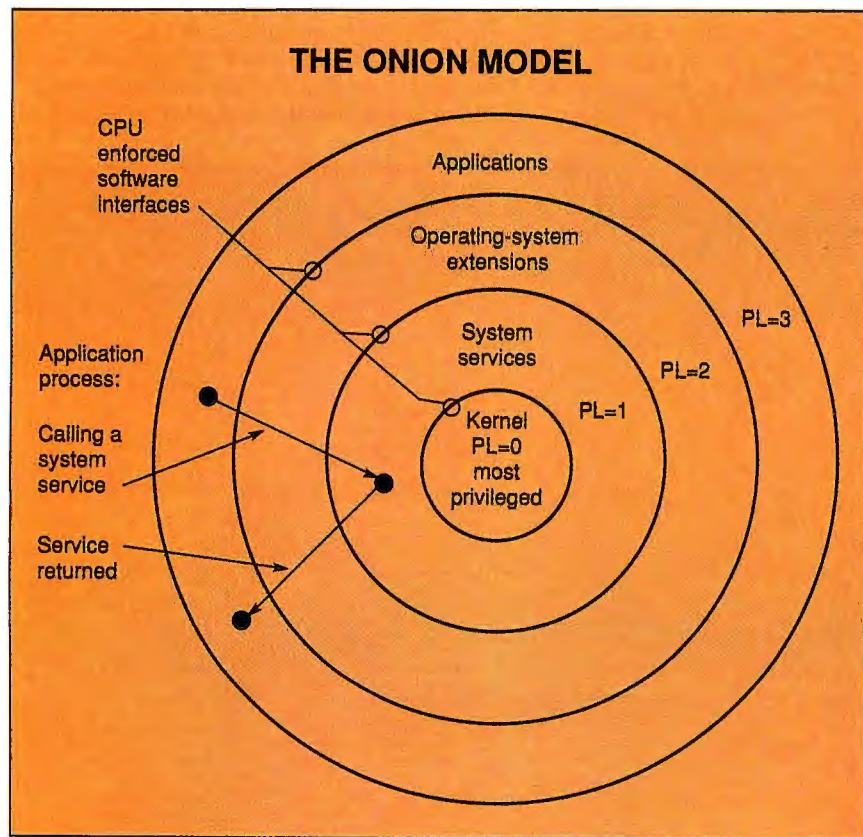 THE ONION MODEL
CPU
enforced
software
interfaces
Applications
Operating-system
extensions
System
services
Kernel
PL=0
most
privileged
PL=1
PL=2
PL=3
Application
process:
Calling a
system
service
Service
returned